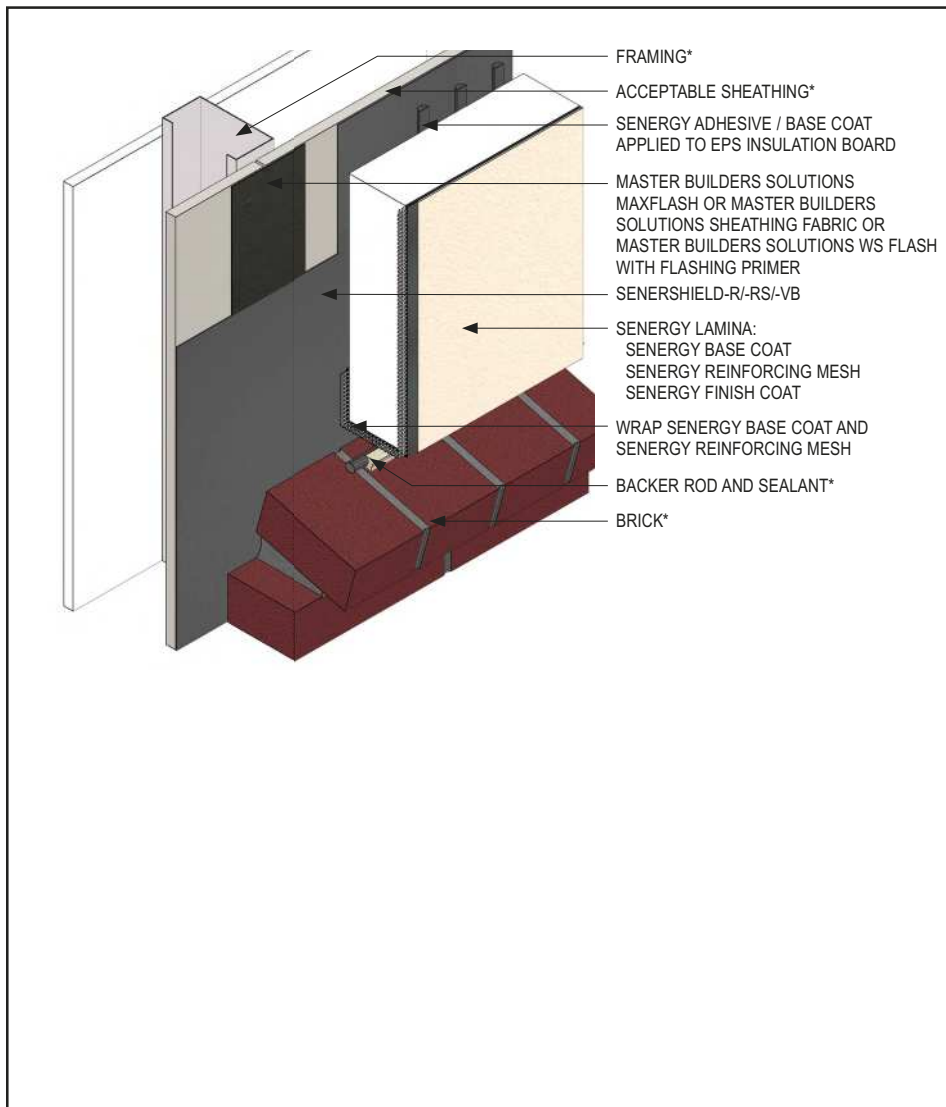 FRAMING*
ACCEPTABLE SHEATHING*
SENERGY ADHESIVE / BASE COAT
APPLIED TO EPS INSULATION BOARD
MASTER BUILDERS SOLUTIONS
MAXFLASH OR MASTER BUILDERS
SOLUTIONS SHEATHING FABRIC OR
MASTER BUILDERS SOLUTIONS WS FLASH
WITH FLASHING PRIMER
SENERSHIELD-R/-RS/-VB
SENERGY LAMINA:
SENERGY BASE COAT
SENERGY REINFORCING MESH
SENERGY FINISH COAT
WRAP SENERGY BASE COAT AND
SENERGY REINFORCING MESH
BACKER ROD AND SEALANT*
BRICK*